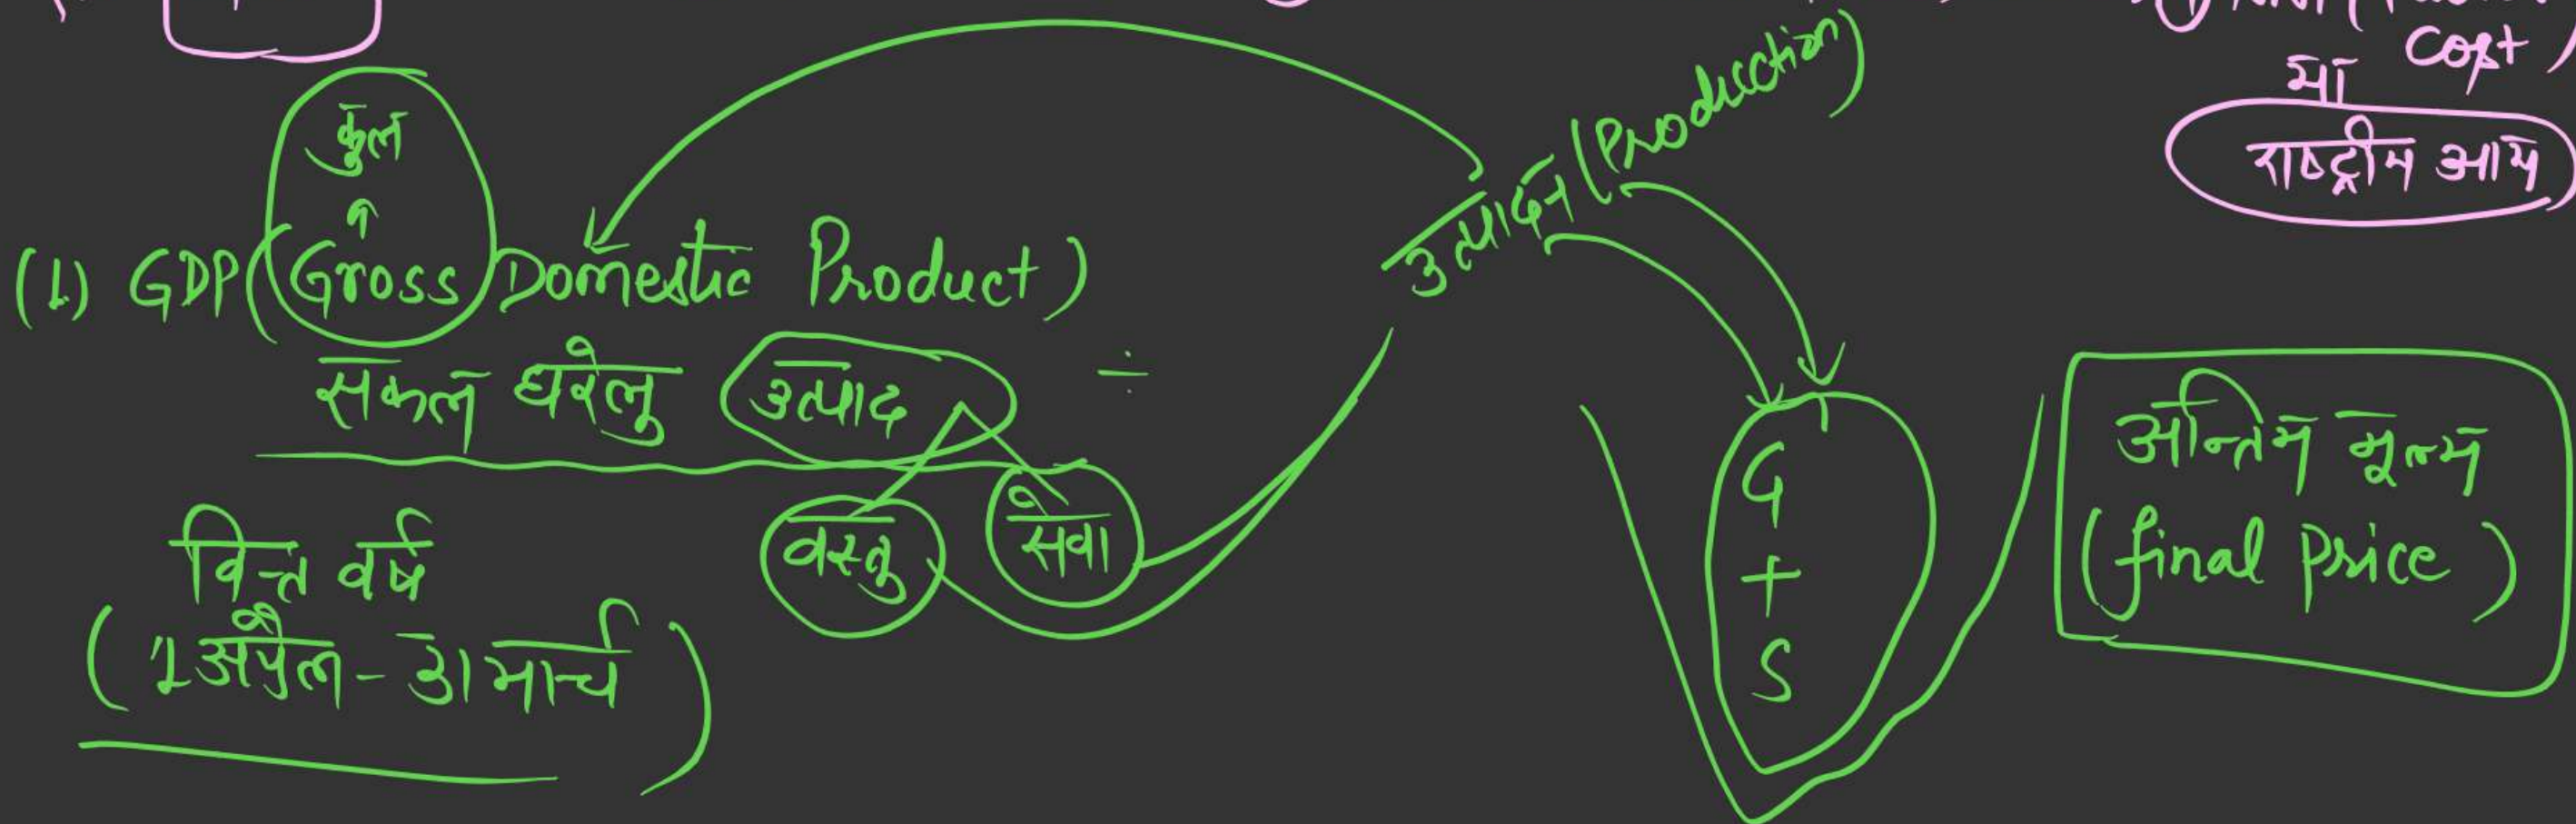 Cost)
या
राष्ट्रीय आय
कुल
उत्पादन (Production)
(1.) GDP (Gross Domestic Product)
सकल घरेलु उत्पाद ÷
वस्तु सेवा
वित्त वर्ष
(1 अप्रैल - 31 मार्च)
G
+
S
अन्तिम मूल्य
(final Price)